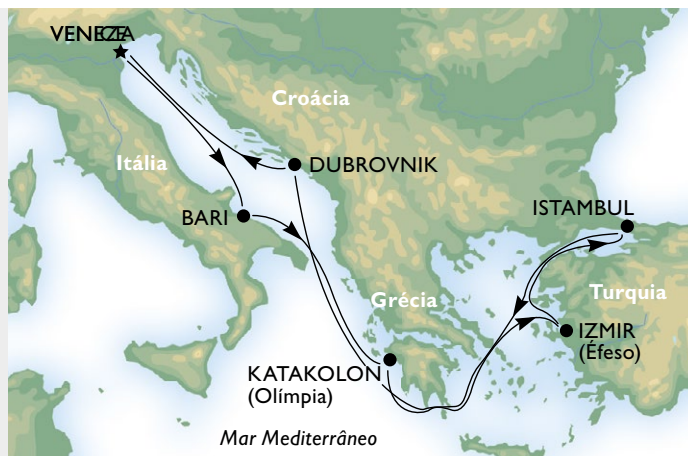 VENEZA
Croácia
Itália
DUBROVNIK
BARI
ISTAMBUL
Grécia
Turquia
IZMIR
(Éfeso)
KATAKOLON
(Olímpia)
Mar Mediterrâneo